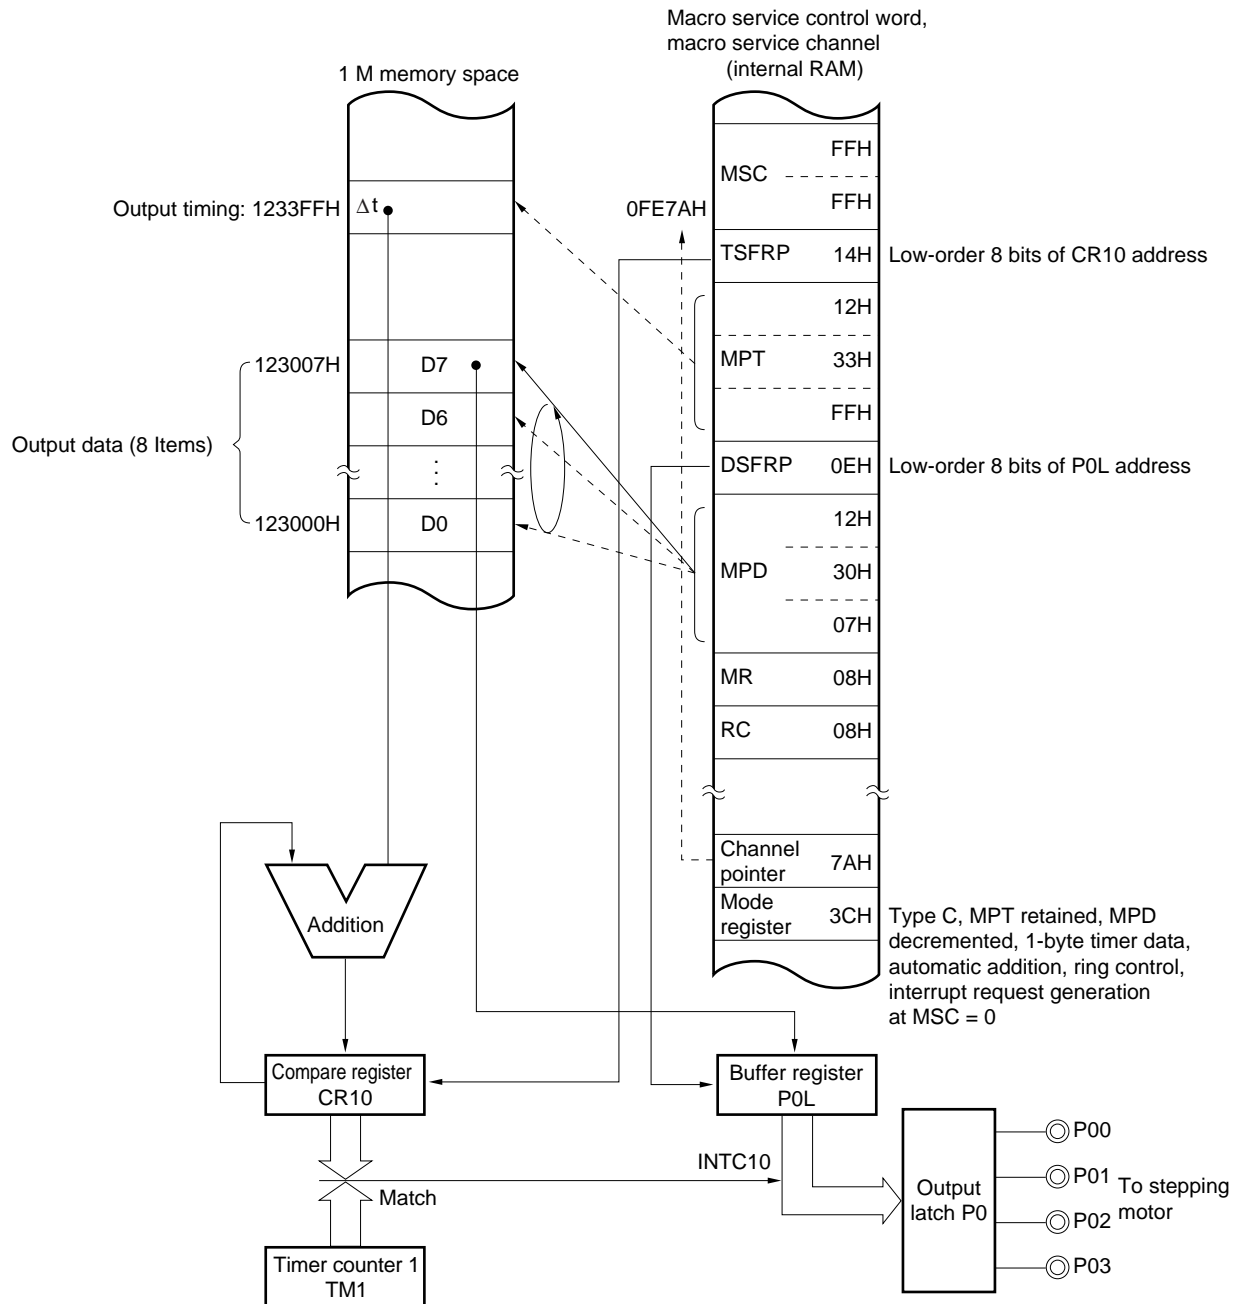 Macro service control word,
macro service channel
(internal RAM)
1 M memory space
FFH
MSC
FFH
Output timing: 1233FFH
Δt
0FE7AH
TSFRP 14H Low-order 8 bits of CR10 address
12H
MPT 33H
FFH
123007H D7
D6
Output data (8 Items)
⋮
DSFRP 0EH Low-order 8 bits of P0L address
123000H D0
12H
MPD 30H
07H
MR 08H
RC 08H
Channel
pointer 7AH
Mode
register 3CH
Type C, MPT retained, MPD
decremented, 1-byte timer data,
automatic addition, ring control,
interrupt request generation
at MSC = 0
Addition
Compare register
CR10
Buffer register
P0L
INTC10
Match
Output
latch P0
P00
P01
P02
P03
To stepping
motor
Timer counter 1
TM1